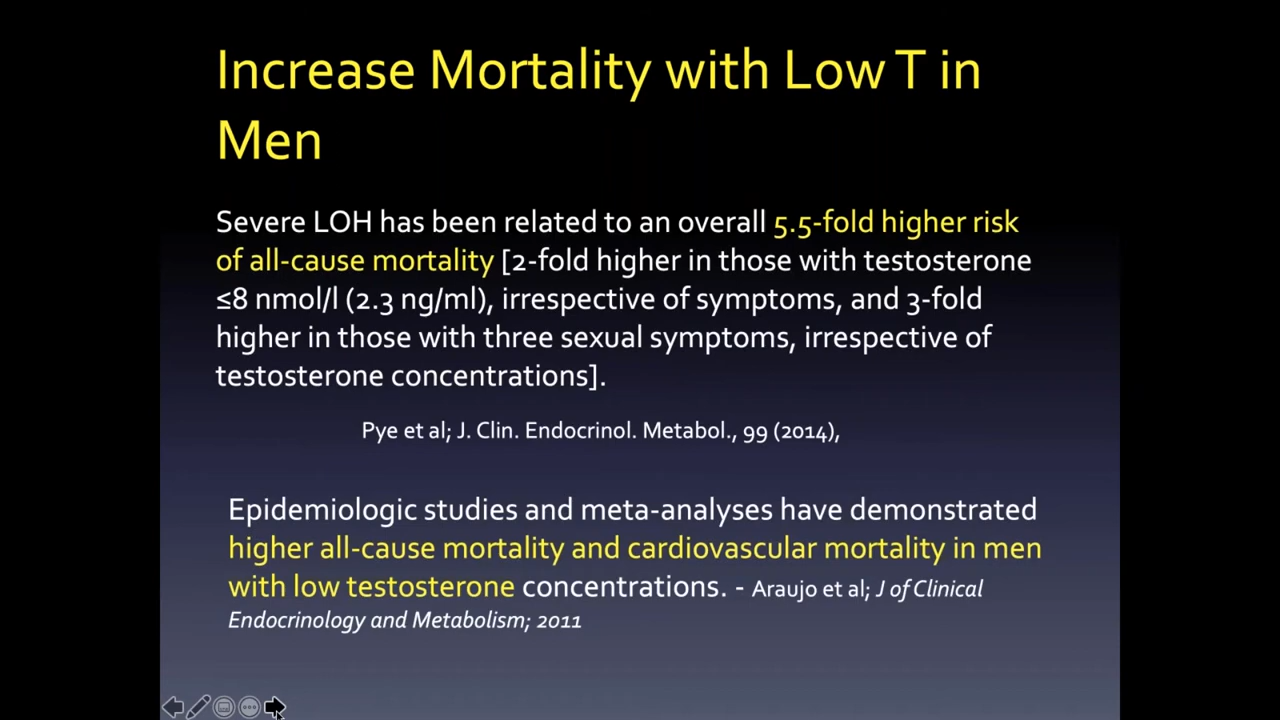 Increase Mortality with Low T in
Men
Severe LOH has been related to an overall 5.5-fold higher risk
of all-cause mortality [2-fold higher in those with testosterone
≤8 nmol/l (2.3 ng/ml), irrespective of symptoms, and 3-fold
higher in those with three sexual symptoms, irrespective of
testosterone concentrations].
Pye et al; J. Clin. Endocrinol. Metabol., 99 (2014),
Epidemiologic studies and meta-analyses have demonstrated
higher all-cause mortality and cardiovascular mortality in men
with low testosterone concentrations. - Araujo et al; J of Clinical
Endocrinology and Metabolism; 2011